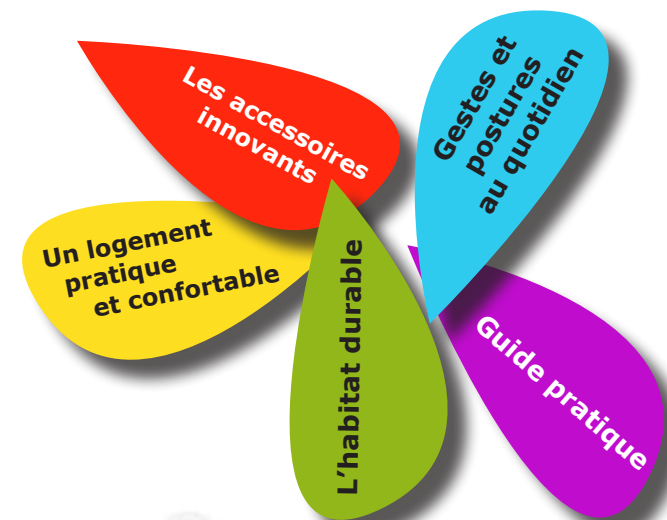 Les accessoires
innovants
Gestes et
postures
au quotidien
Un logement
pratique
et confortable
L’habitat durable
Guide pratique